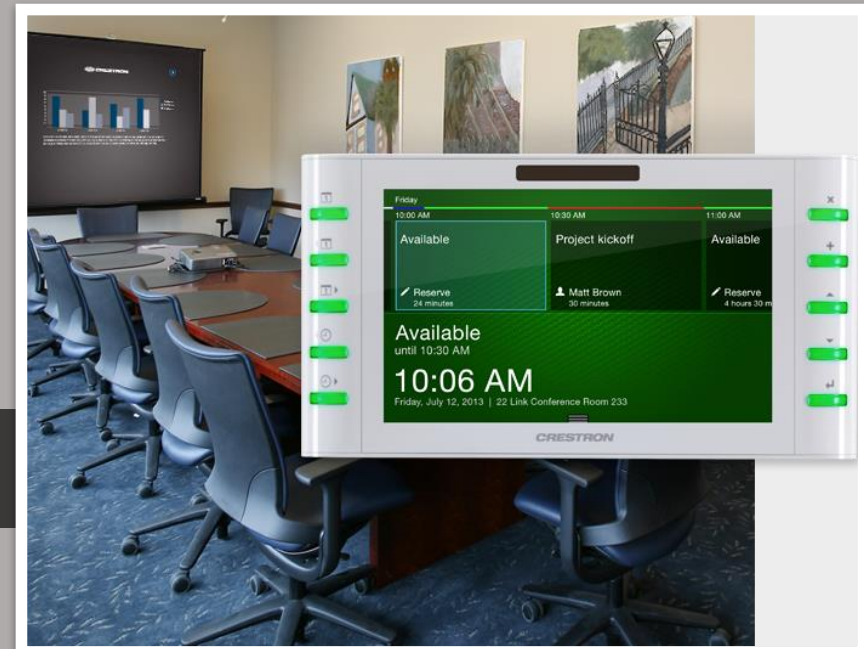 CRESTRON
Friday
10:00 AM 10:30 AM 11:00 AM
Available Project kickoff Available
Reserve Matt Brown Reserve
24 minutes 30 minutes 4 hours 30 m
Available
until 10:30 AM
10:06 AM
Friday, July 12, 2013 | 22 Link Conference Room 233
CRESTRON